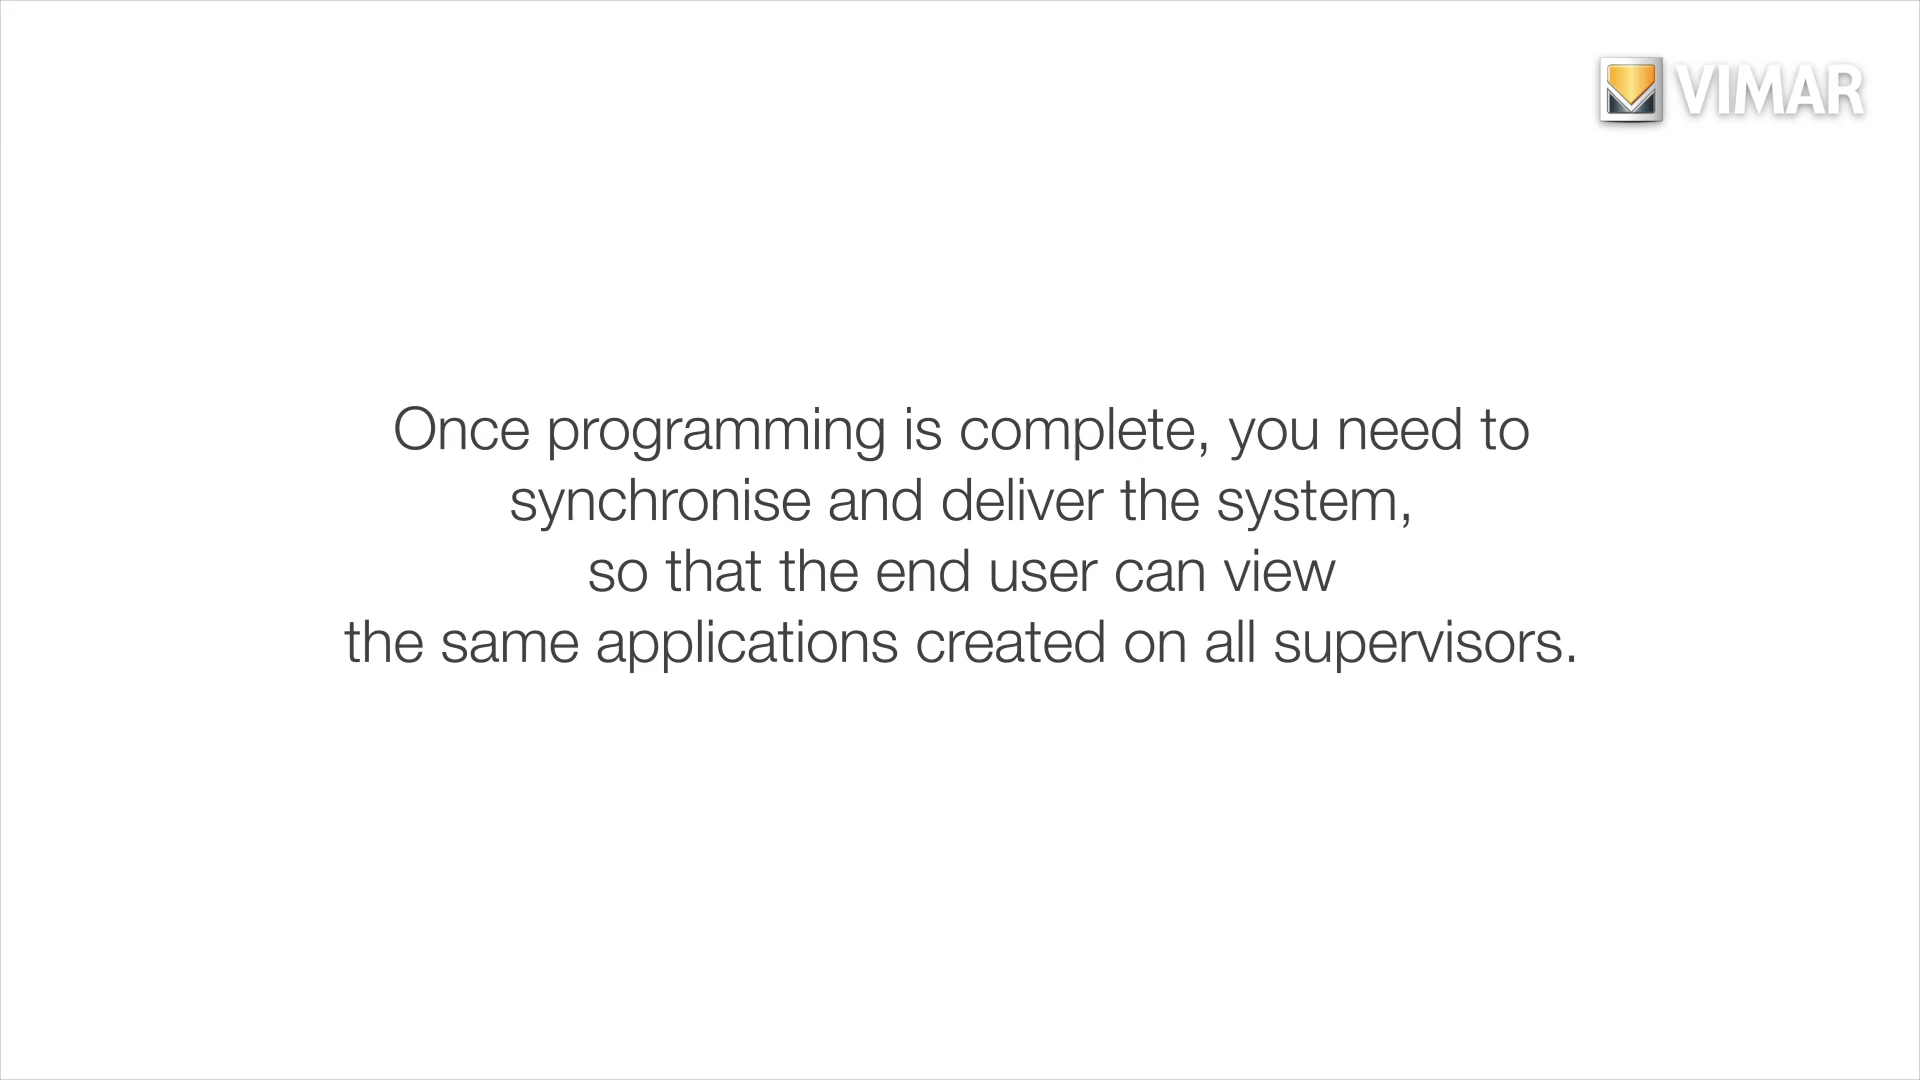 VIMAR
Once programming is complete, you need to
synchronise and deliver the system,
so that the end user can view
the same applications created on all supervisors.